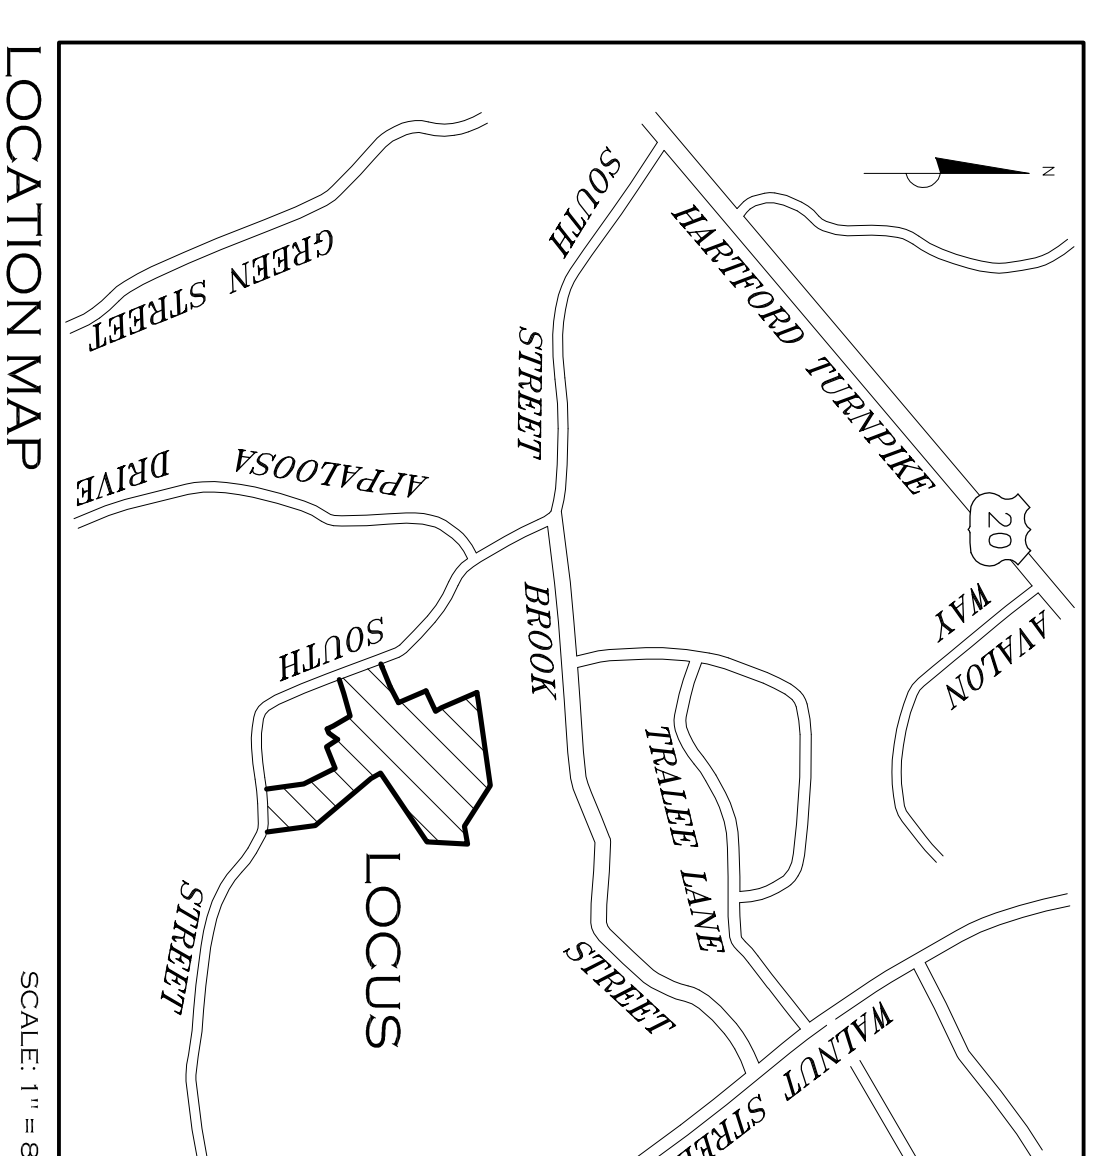 N
SOUTH
STREET
HARTFORD TURNPIKE
20
AVALON
WAY
GREEN STREET
APPALOOSA
DRIVE
BROOK
STREET
TRALEE LANE
WALNUT STREE
SOUTH
STREET
LOCUS
LOCATION MAP
SCALE: 1" = 8